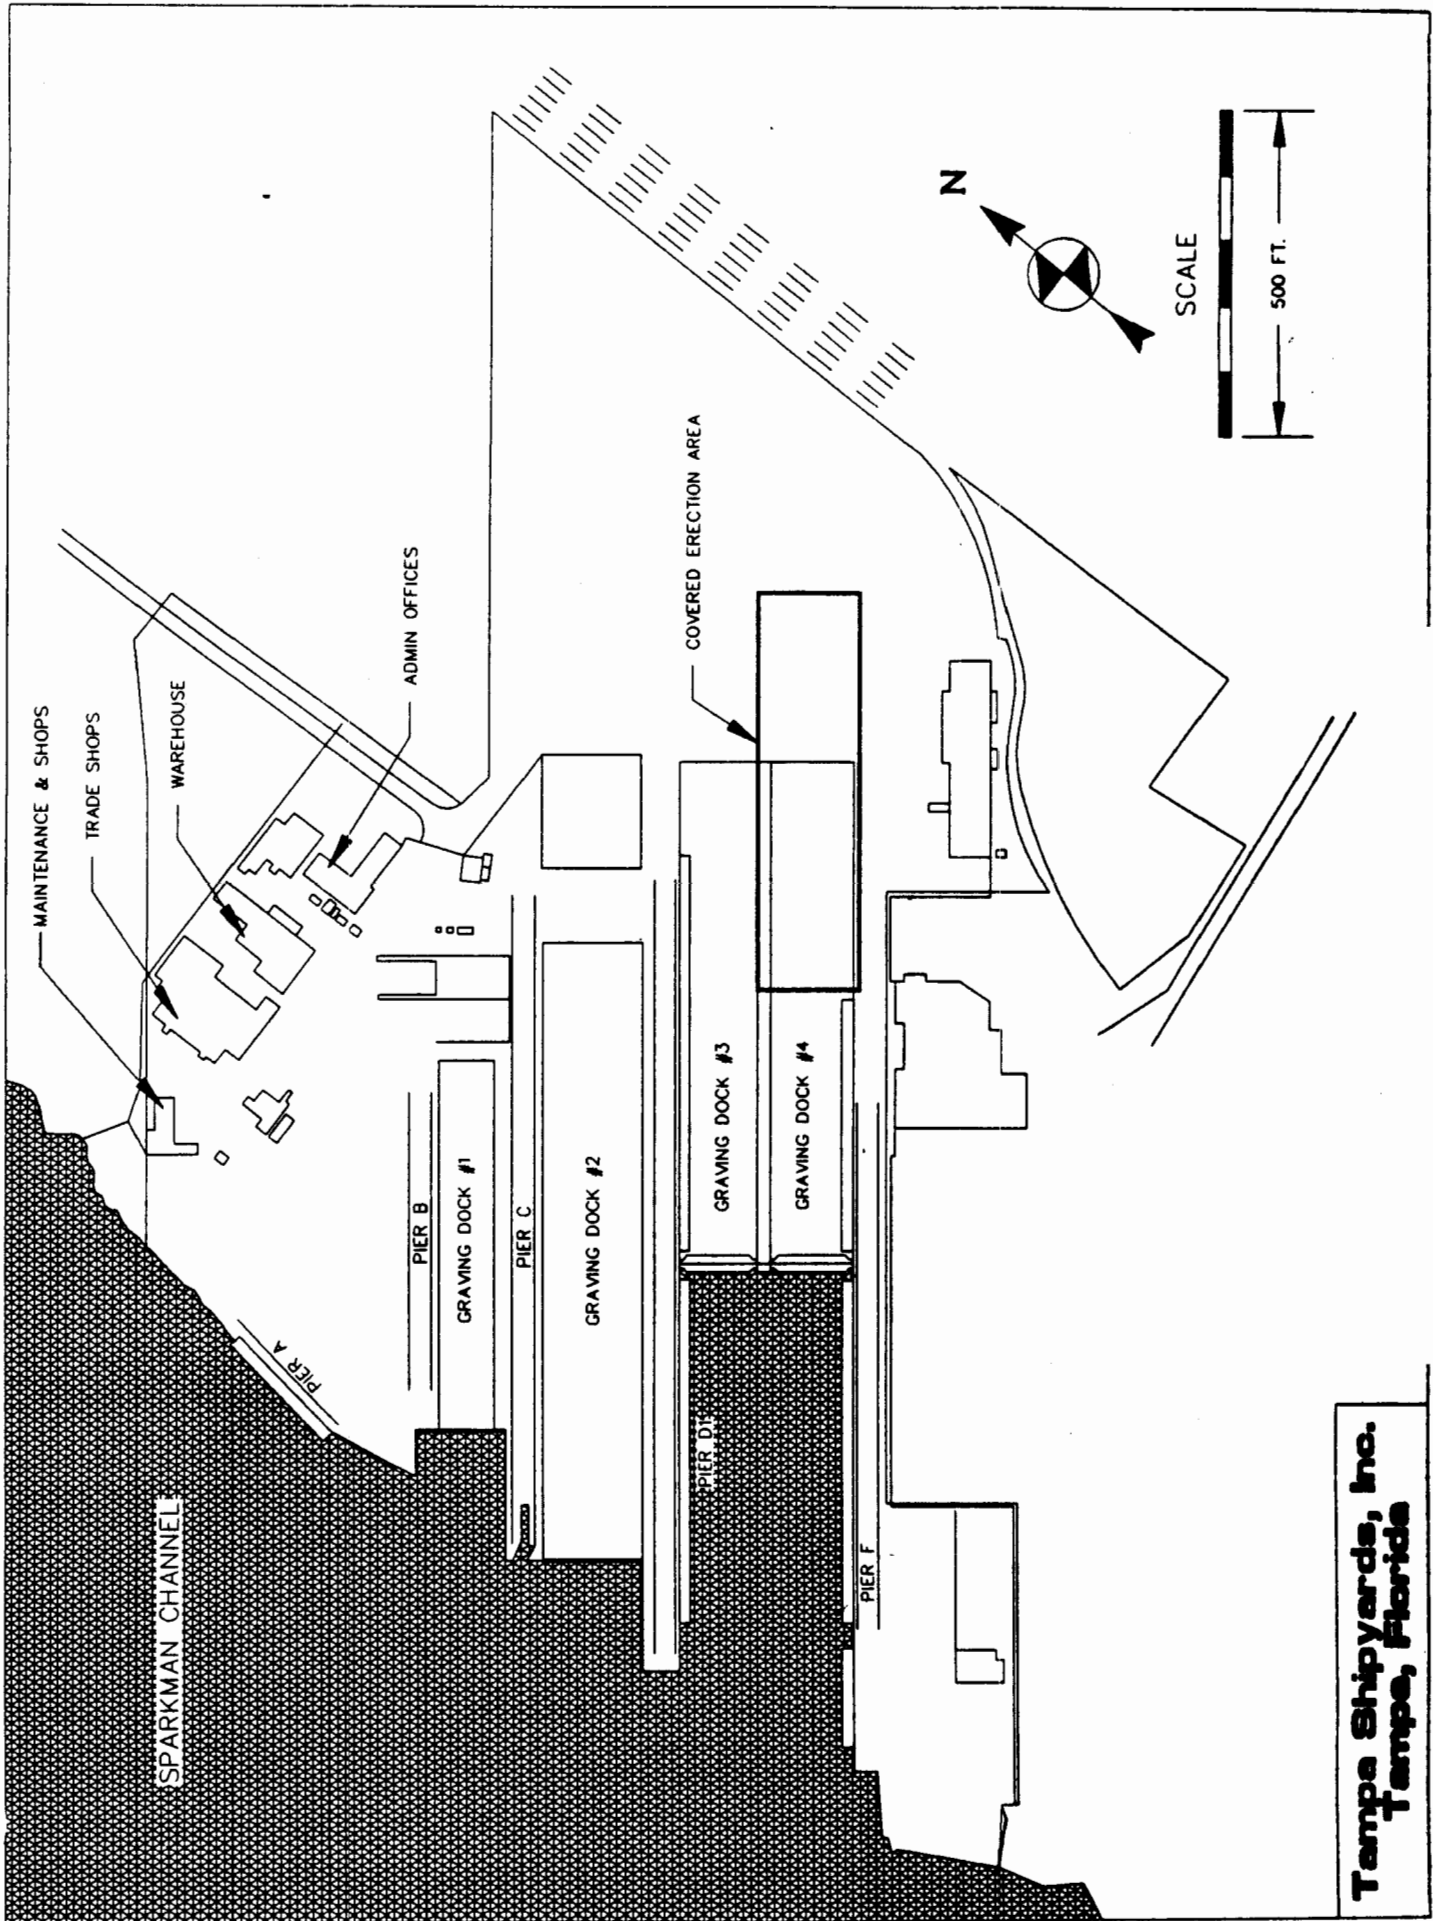 MAINTENANCE & SHOPS
TRADE SHOPS
WAREHOUSE
ADMIN OFFICES
COVERED ERECTION AREA
N
SCALE
500 FT.
SPARKMAN CHANNEL
PIER A
PIER B
GRAVING DOCK #1
PIER C
GRAVING DOCK #2
PIER D1
GRAVING DOCK #3
GRAVING DOCK #4
PIER F
Tampa Shipyards, Inc.
Tampa, Florida